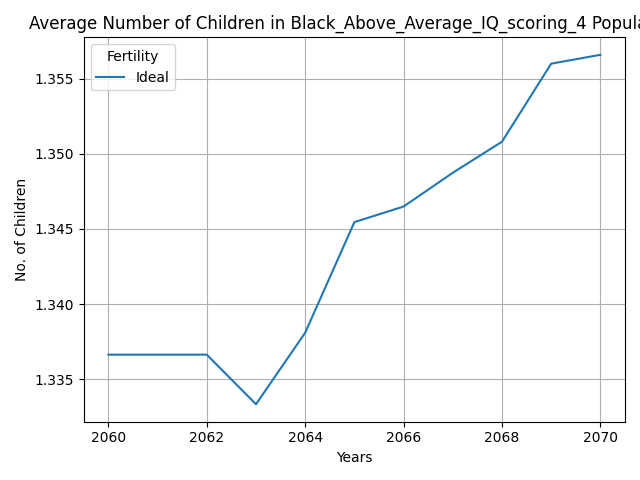 Average Number of Children in Black_Above_Average_IQ_scoring_4 Popula
Fertility
Ideal
1.355
1.350
1.345
1.340
1.335
No. of Children
2060 2062 2064 2066 2068 2070
Years